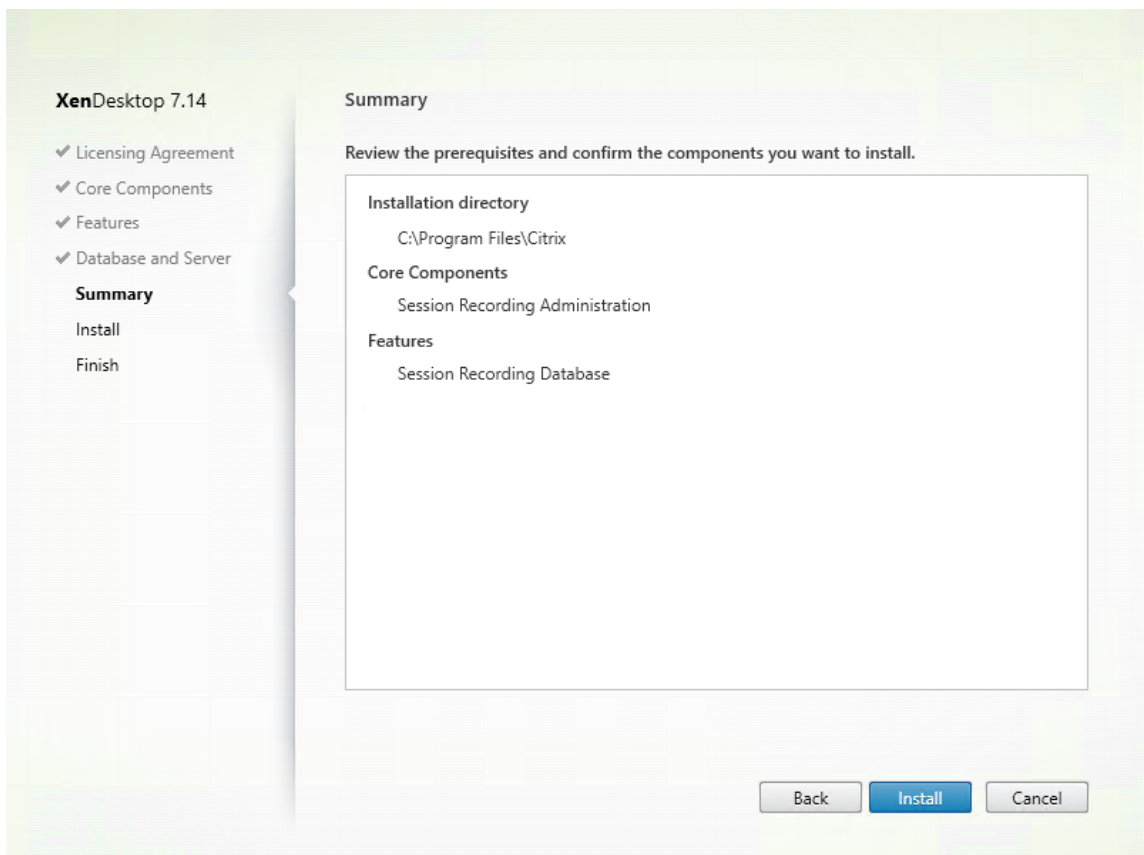 XenDesktop 7.14
Licensing Agreement
Core Components
Features
Database and Server
Summary
Install
Finish
Summary
Review the prerequisites and confirm the components you want to install.
Installation directory
C:\Program Files\Citrix
Core Components
Session Recording Administration
Features
Session Recording Database
Back Install Cancel